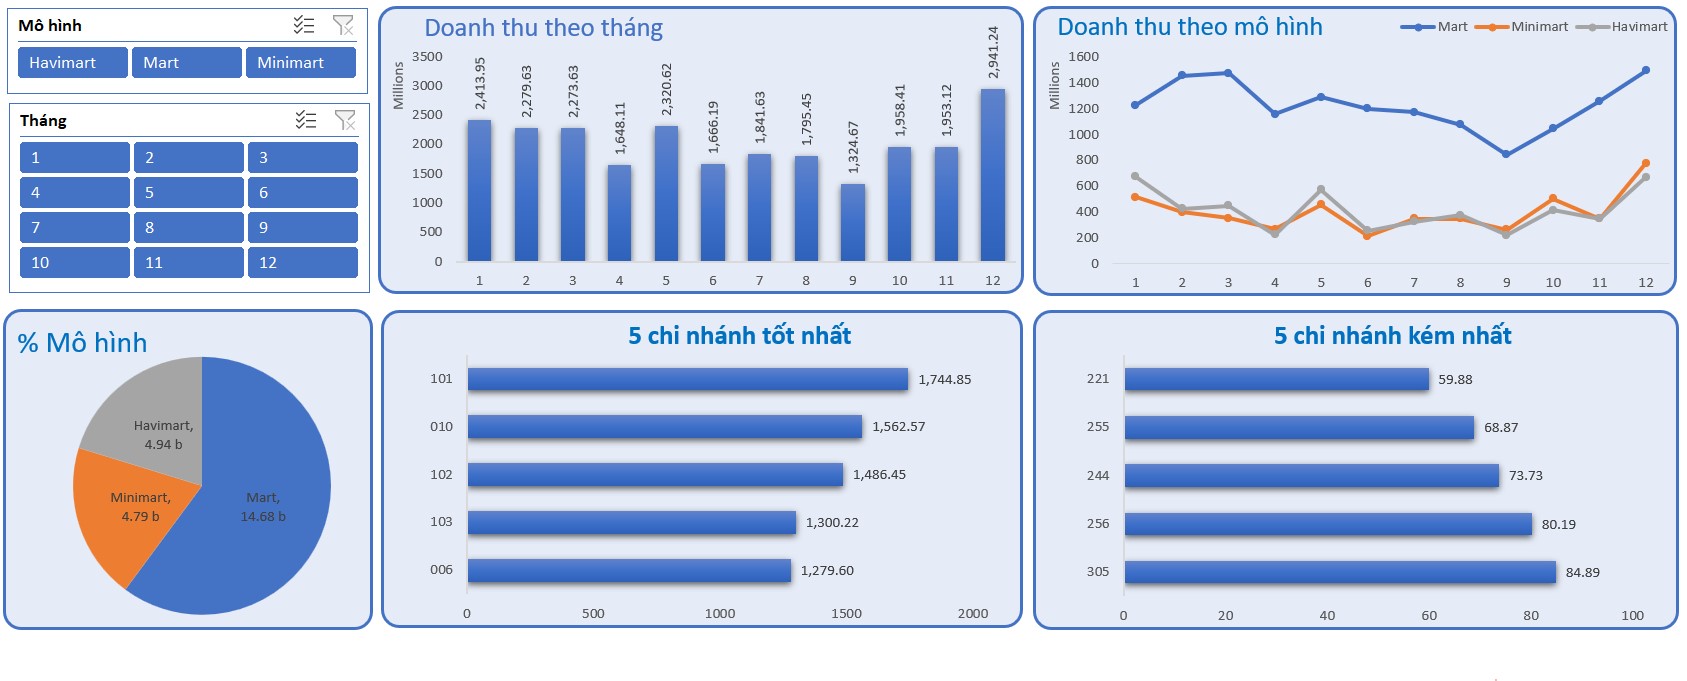 Mô hình
Havimart Mart Minimart
Tháng
1 2 3
4 5 6
7 8 9
10 11 12
Doanh thu theo tháng
Millions
3500
3000
2500
2000
1500
1000
500
0
2,413.95
2,279.63
2,273.63
1,648.11
2,320.62
1,666.19
1,841.63
1,795.45
1,324.67
1,958.41
1,953.12
2,941.24
1 2 3 4 5 6 7 8 9 10 11 12
Doanh thu theo mô hình
Mart Minimart Havimart
Millions
1600
1400
1200
1000
800
600
400
200
0
1 2 3 4 5 6 7 8 9 10 11 12
% Mô hình
Havimart,
4.94 b
Minimart,
4.79 b
Mart,
14.68 b
5 chi nhánh tốt nhất
101 1,744.85
010 1,562.57
102 1,486.45
103 1,300.22
006 1,279.60
0 500 1000 1500 2000
5 chi nhánh kém nhất
221 59.88
255 68.87
244 73.73
256 80.19
305 84.89
0 20 40 60 80 100